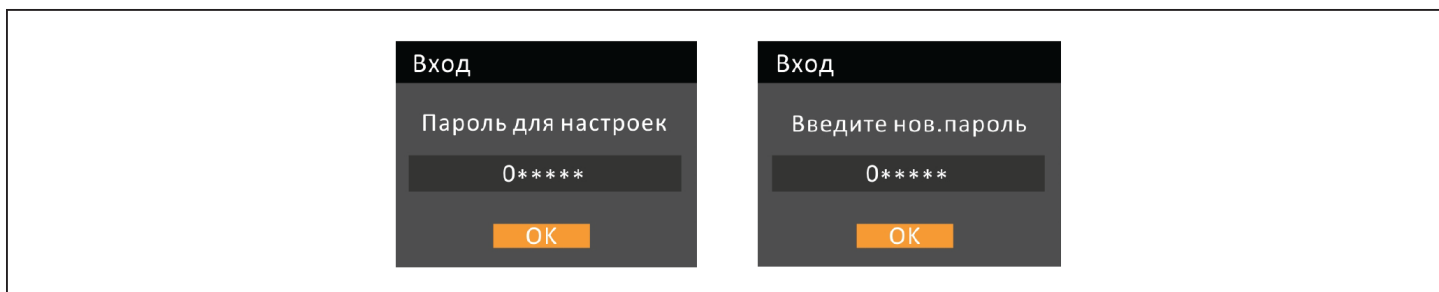 Вход
Пароль для настроек
0*****
OK
Вход
Введите нов.пароль
0*****
OK